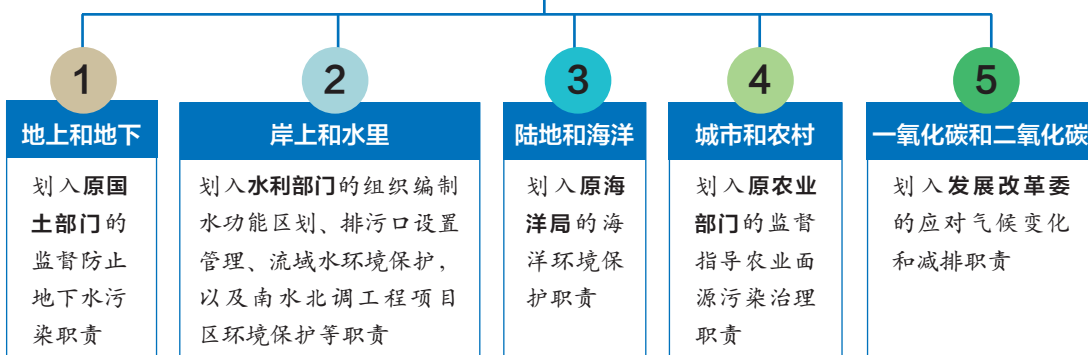 1
地上和地下
划入原国
土部门的
监督防止
地下水污
染职责
2
岸上和水里
划入水利部门的组织编制
水功能区划、排污口设置
管理、流域水环境保护，
以及南水北调工程项目
区环境保护等职责
3
陆地和海洋
划入原海
洋局的海
洋环境保
护职责
4
城市和农村
划入原农业
部门的监督
指导农业面
源污染治理
职责
5
一氧化碳和二氧化碳
划入发展改革委
的应对气候变化
和减排职责